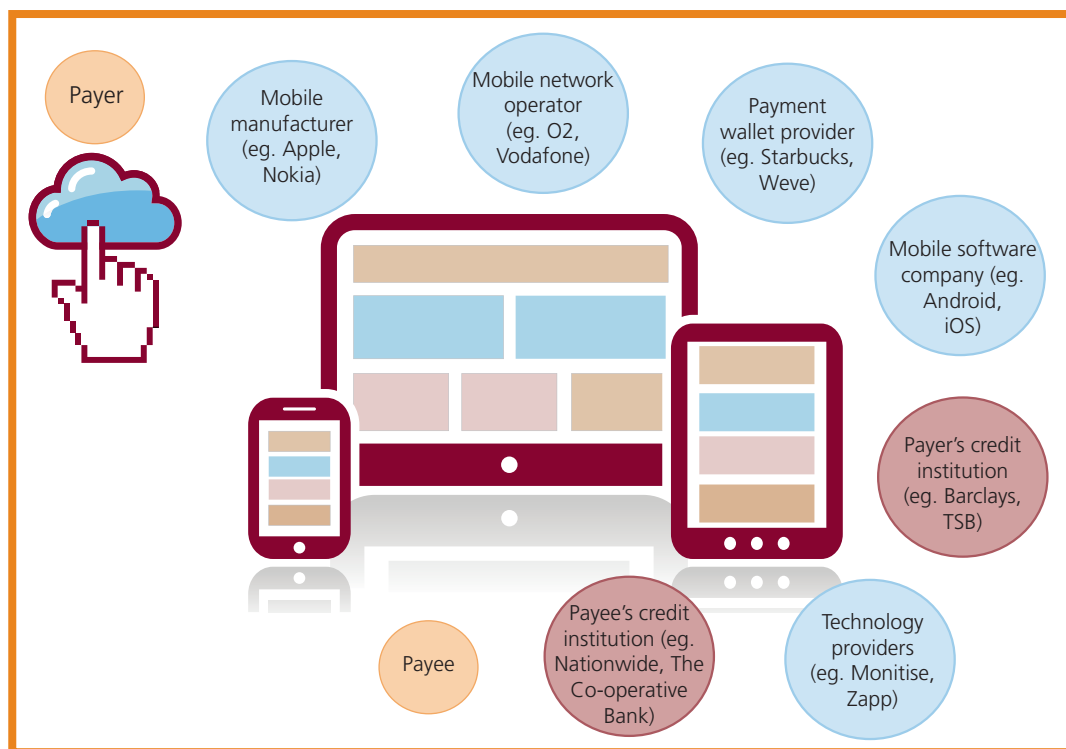 Payer
Mobile
manufacturer
(eg. Apple,
Nokia)
Mobile network
operator
(eg. O2,
Vodafone)
Payment
wallet provider
(eg. Starbucks,
Weve)
Mobile software
company (eg.
Android,
iOS)
Payer’s credit
institution
(eg. Barclays,
TSB)
Technology
providers
(eg. Monitise,
Zapp)
Payee’s credit
institution (eg.
Nationwide, The
Co-operative
Bank)
Payee